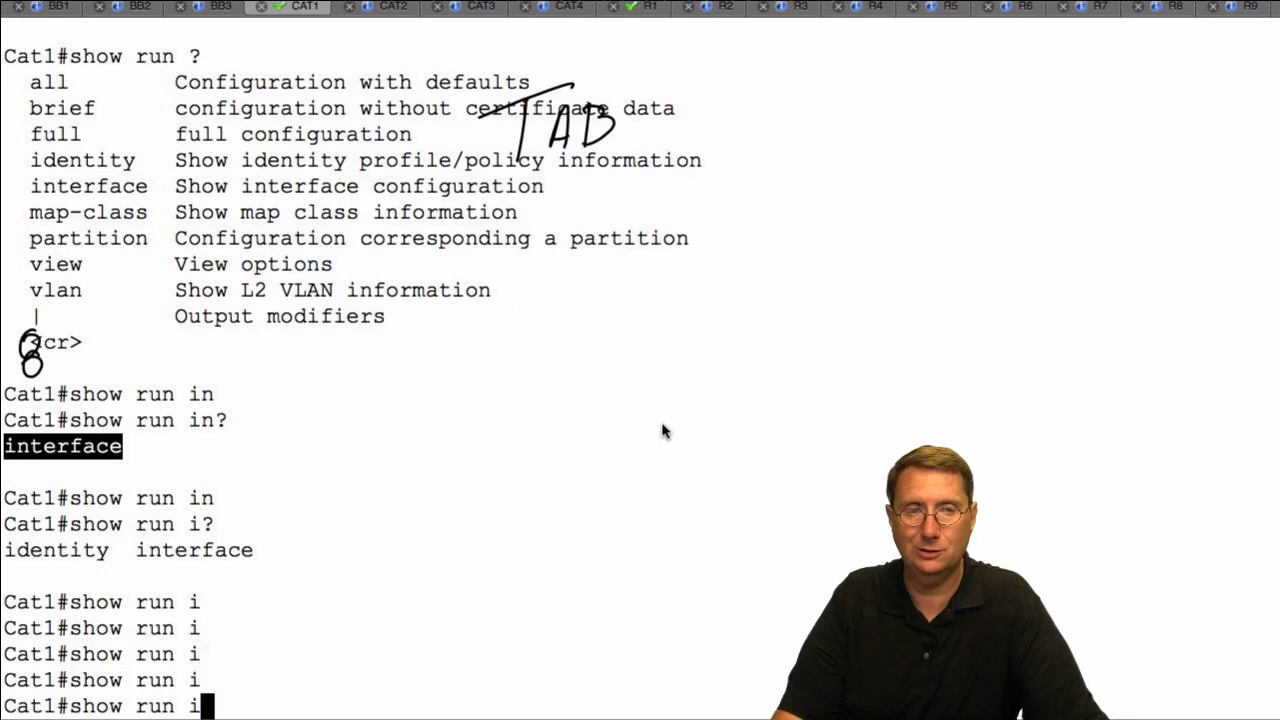 BB1 BB2 BB3 CAT1 CAT2 CAT3 CAT4 R1 R2 R3 R4 R5 R6 R7 R8 R9
Cat1#show run ?
all Configuration with defaults
brief configuration without certificate data
full full configuration
TAB
identity Show identity profile/policy information
interface Show interface configuration
map-class Show map class information
partition Configuration corresponding a partition
view View options
vlan Show L2 VLAN information
| Output modifiers
<cr>
Cat1#show run in
Cat1#show run in?
interface
Cat1#show run in
Cat1#show run i?
identity interface
Cat1#show run i
Cat1#show run i
Cat1#show run i
Cat1#show run i
Cat1#show run i